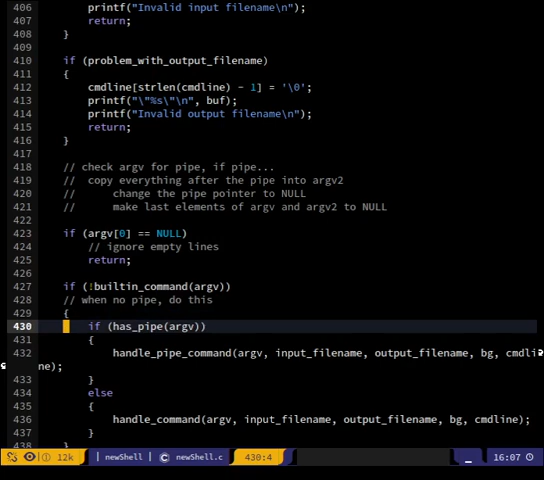 406 printf("Invalid input filename\n");
407 return;
408 }
409
410 if (problem_with_output_filename)
411 {
412 cmdline[strlen(cmdline) - 1] = '\0';
413 printf("\"%s\"\n", buf);
414 printf("Invalid output filename\n");
415 return;
416 }
417
418 // check argv for pipe, if pipe...
419 // copy everything after the pipe into argv2
420 // change the pipe pointer to NULL
421 // make last elements of argv and argv2 to NULL
422
423 if (argv[0] == NULL)
424 // ignore empty lines
425 return;
426
427 if (!builtin_command(argv))
428 // when no pipe, do this
429 {
430 if (has_pipe(argv))
431 {
432 handle_pipe_command(argv, input_filename, output_filename, bg, cmdli
ne);
433 }
434 else
435 {
436 handle_command(argv, input_filename, output_filename, bg, cmdline);
437 }
438 }
12k | newShell | C newShell.c 430:4 16:07